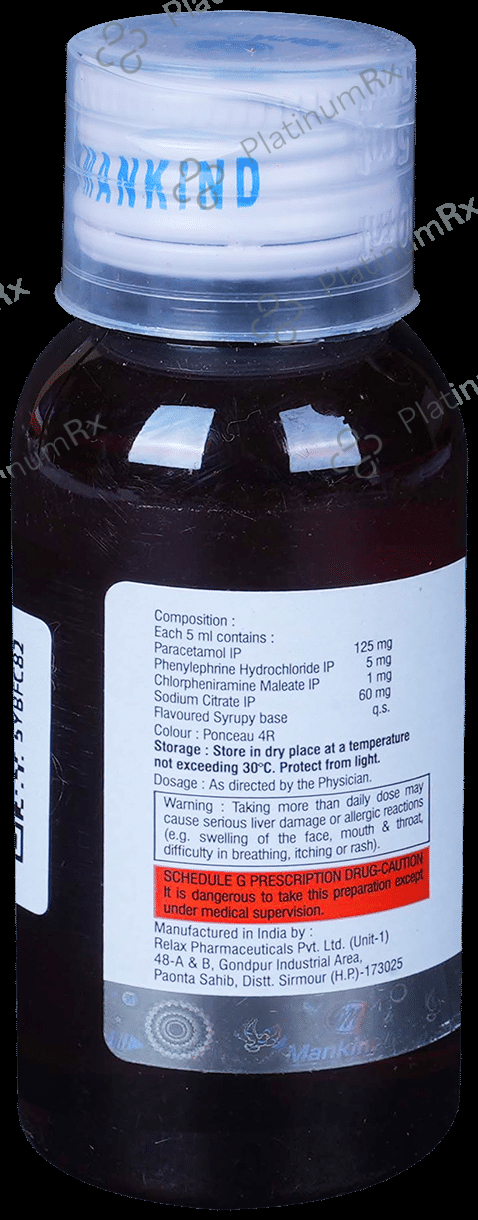 MANKIND
PlatinumRx
PlatinumRx
PlatinumRx
PlatinumRx
Composition :
Each 5 ml contains :
Paracetamol IP 125 mg
Phenylephrine Hydrochloride IP 5 mg
Chlorpheniramine Maleate IP 1 mg
Sodium Citrate IP 60 mg
Flavoured Syrupy base q.s.
Colour : Ponceau 4R
Storage : Store in dry place at a temperature
not exceeding 30°C. Protect from light.
Dosage : As directed by the Physician.
Warning : Taking more than daily dose may
cause serious liver damage or allergic reactions
(e.g. swelling of the face, mouth & throat,
difficulty in breathing, itching or rash).
SCHEDULE G PRESCRIPTION DRUG-CAUTION
It is dangerous to take this preparation except
under medical supervision.
Manufactured in India by :
Relax Pharmaceuticals Pvt. Ltd. (Unit-1)
48-A & B, Gondpur Industrial Area,
Paonta Sahib, Distt. Sirmour (H.P.)-173025
5YBFC82